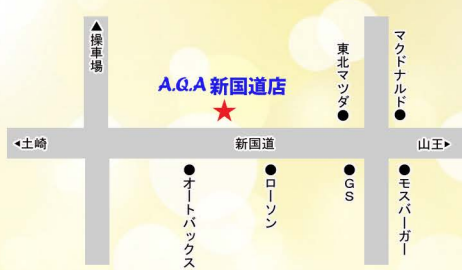 ▲操車場
A.Q.A 新国道店
東北マツダ
マクドナルド
◀土崎
新国道
山王▶
オートバックス
ローソン
GS
モスバーガー